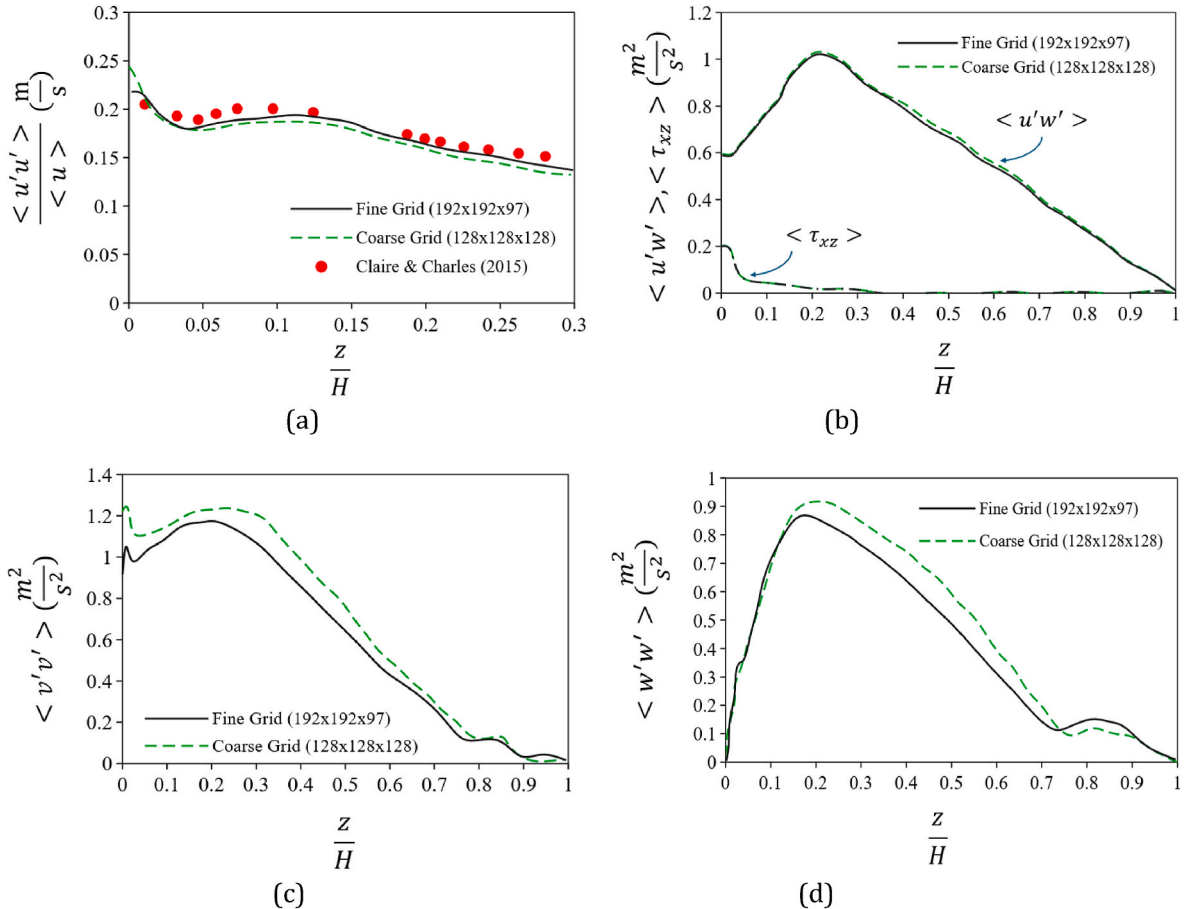 0.3
0.25
0.2
0.15
0.1
0.05
0
< u′u′ >
< u >
(m
s)
Fine Grid (192x192x97)
Coarse Grid (128x128x128)
Claire & Charles (2015)
0 0.05 0.1 0.15 0.2 0.25 0.3
z
H
(a)
1.2
1
0.8
0.6
0.4
0.2
0
< u′w′ >, < τxz > (m²
s²)
Fine Grid (192x192x97)
Coarse Grid (128x128x128)
< u′w′ >
< τxz >
0 0.1 0.2 0.3 0.4 0.5 0.6 0.7 0.8 0.9 1
z
H
(b)
1.4
1.2
1
0.8
0.6
0.4
0.2
0
< v′v′ > (m²
s²)
Fine Grid (192x192x97)
Coarse Grid (128x128x128)
0 0.1 0.2 0.3 0.4 0.5 0.6 0.7 0.8 0.9 1
z
H
(c)
1
0.9
0.8
0.7
0.6
0.5
0.4
0.3
0.2
0.1
0
< w′w′ > (m²
s²)
Fine Grid (192x192x97)
Coarse Grid (128x128x128)
0 0.1 0.2 0.3 0.4 0.5 0.6 0.7 0.8 0.9 1
z
H
(d)